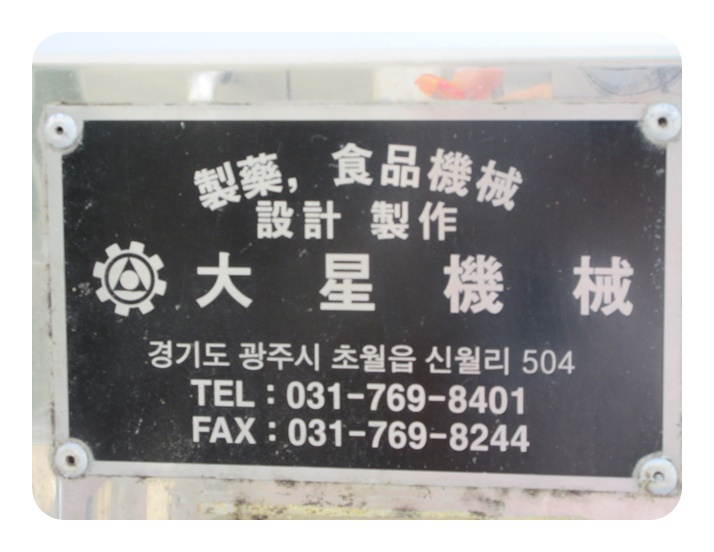 製藥, 食品機械
設計 製作
大星機械
경기도 광주시 초월읍 신월리 504
TEL : 031-769-8401
FAX : 031-769-8244